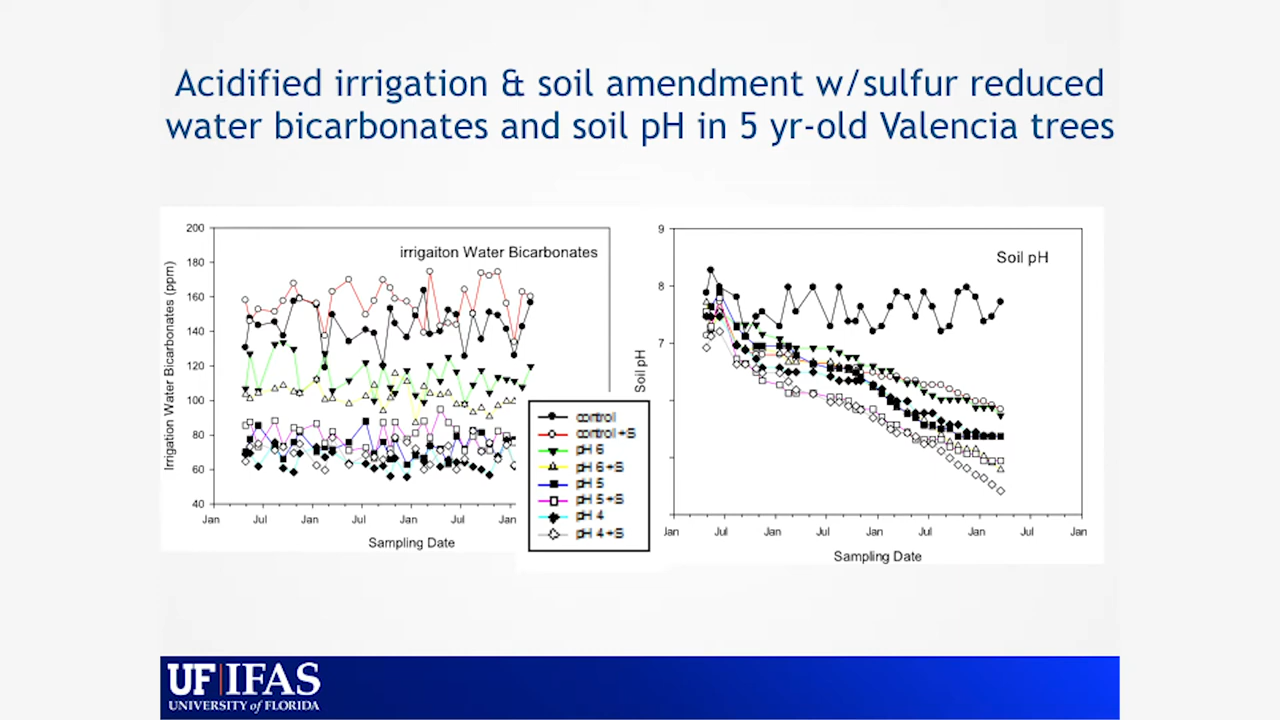 Acidified irrigation & soil amendment w/sulfur reduced
water bicarbonates and soil pH in 5 yr-old Valencia trees
irrigaiton Water Bicarbonates
Irrigation Water Bicarbonates (ppm)
200
180
160
140
120
100
80
60
40
Jan
Jul
Jan
Jul
Jan
Jul
Jan
Sampling Date
control
control +S
pH 6
pH 6 +S
pH 5
pH 5 +S
pH 4
pH 4 +S
Soil pH
Soil pH
9
8
7
Jan
Jul
Jan
Jul
Jan
Jul
Jan
Jul
Jan
Sampling Date
UF|IFAS
UNIVERSITY of FLORIDA